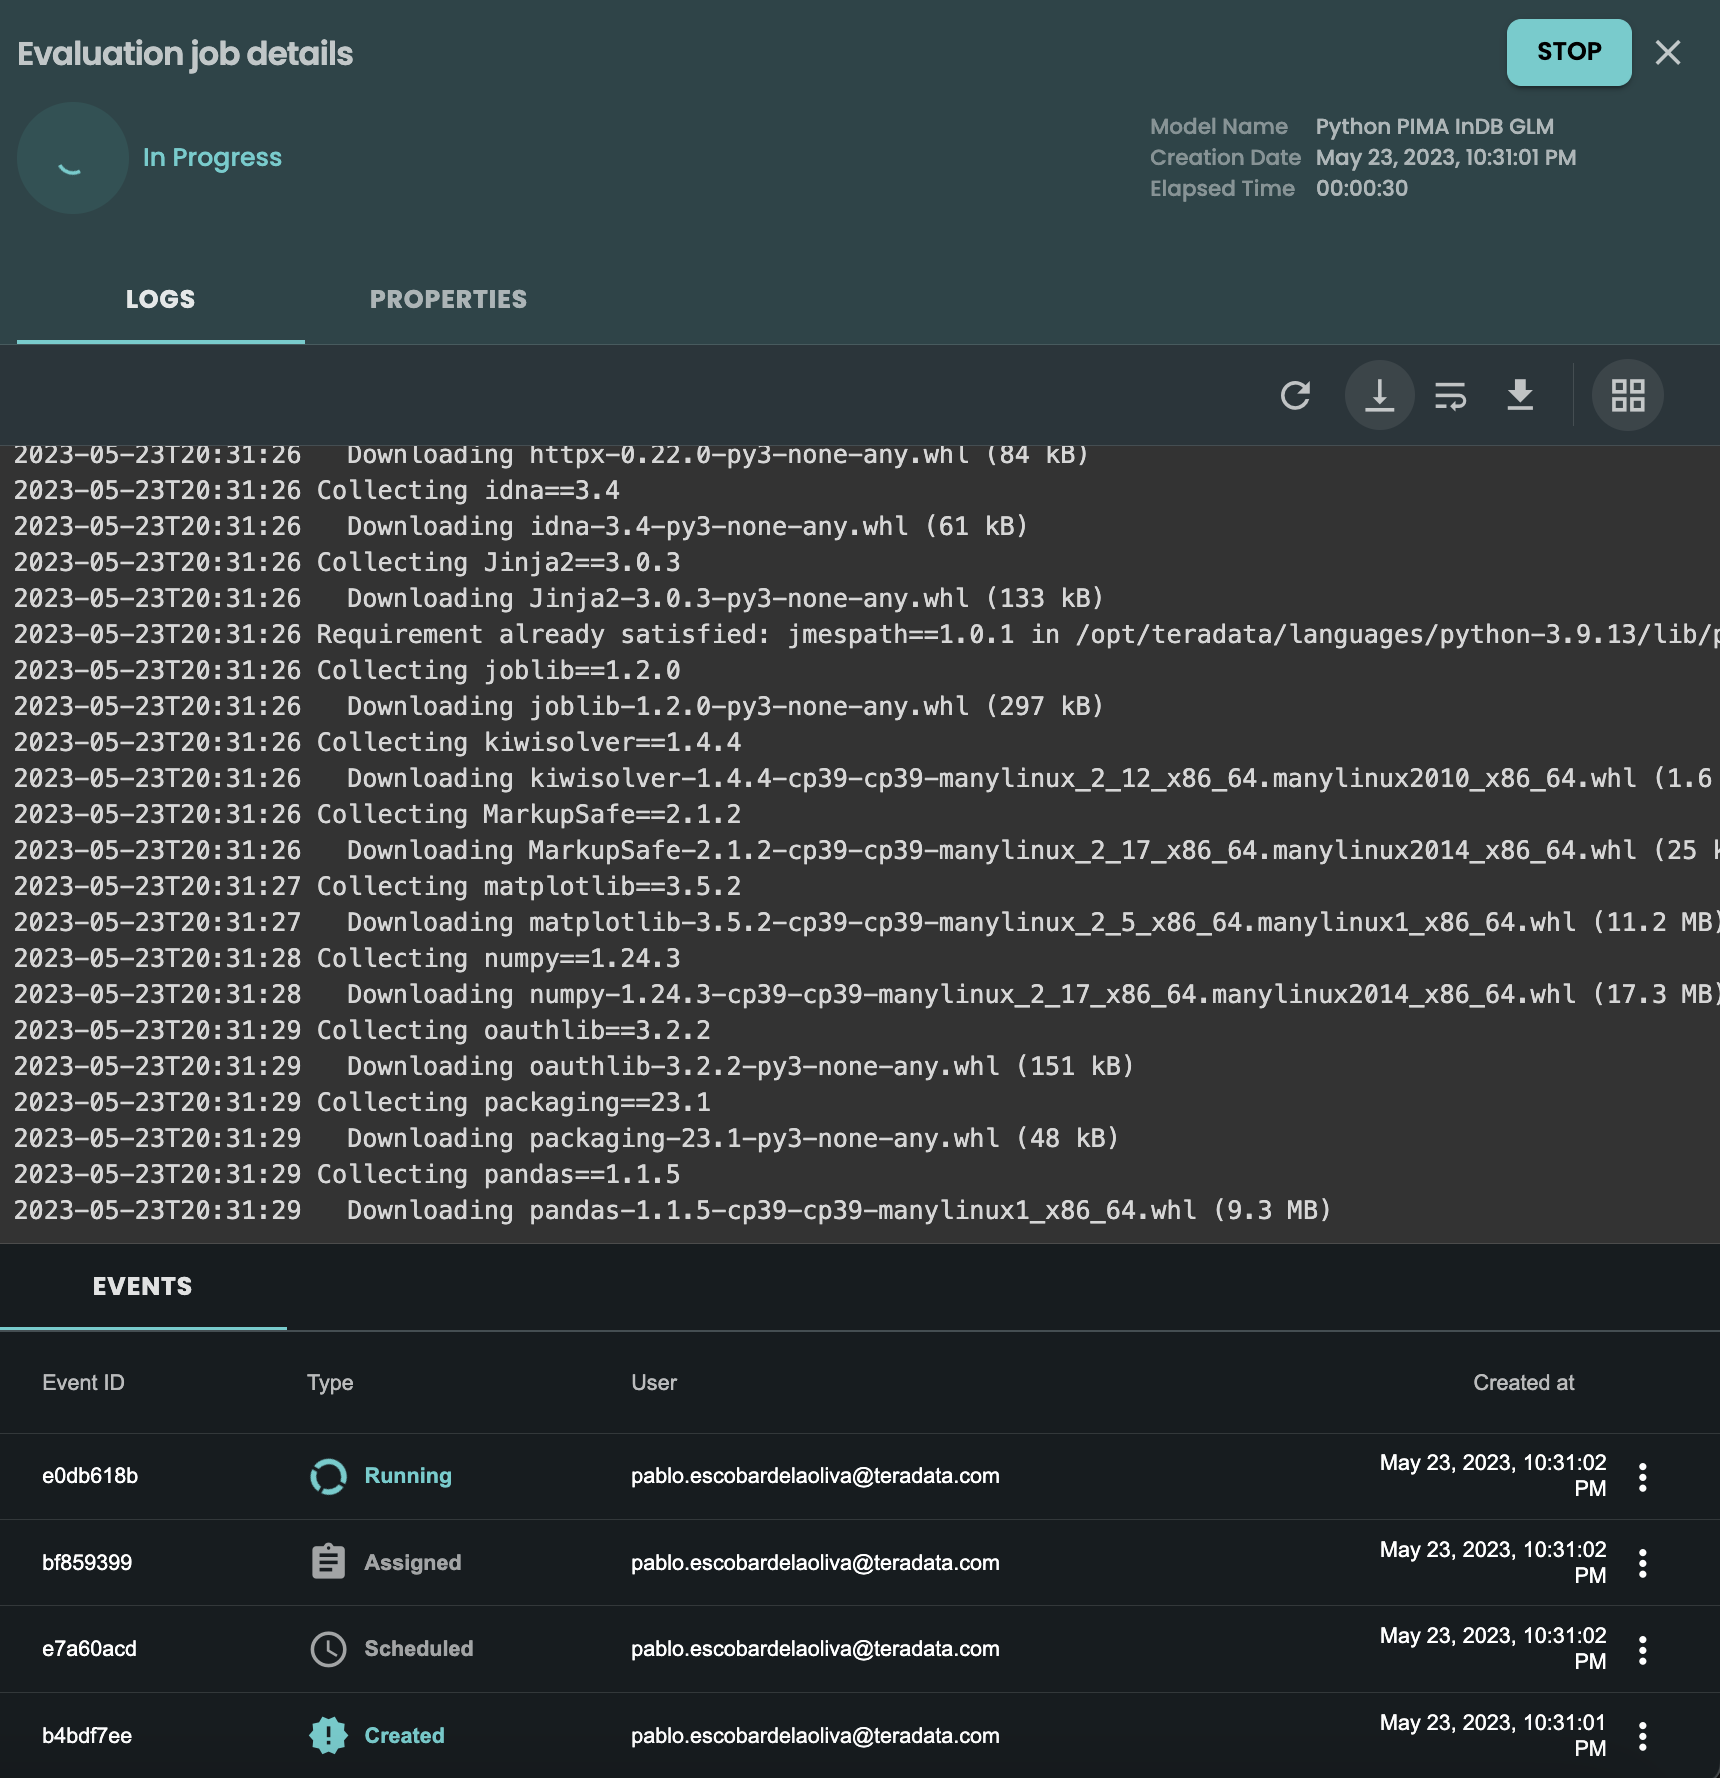 Evaluation job details
STOP
In Progress
Model Name Python PIMA InDB GLM
Creation Date May 23, 2023, 10:31:01 PM
Elapsed Time 00:00:30
LOGS PROPERTIES
2023-05-23T20:31:26   Downloading httpx-0.22.0-py3-none-any.whl (84 kB)
2023-05-23T20:31:26 Collecting idna==3.4
2023-05-23T20:31:26   Downloading idna-3.4-py3-none-any.whl (61 kB)
2023-05-23T20:31:26 Collecting Jinja2==3.0.3
2023-05-23T20:31:26   Downloading Jinja2-3.0.3-py3-none-any.whl (133 kB)
2023-05-23T20:31:26 Requirement already satisfied: jmespath==1.0.1 in /opt/teradata/languages/python-3.9.13/lib/p
2023-05-23T20:31:26 Collecting joblib==1.2.0
2023-05-23T20:31:26   Downloading joblib-1.2.0-py3-none-any.whl (297 kB)
2023-05-23T20:31:26 Collecting kiwisolver==1.4.4
2023-05-23T20:31:26   Downloading kiwisolver-1.4.4-cp39-cp39-manylinux_2_12_x86_64.manylinux2010_x86_64.whl (1.6
2023-05-23T20:31:26 Collecting MarkupSafe==2.1.2
2023-05-23T20:31:26   Downloading MarkupSafe-2.1.2-cp39-cp39-manylinux_2_17_x86_64.manylinux2014_x86_64.whl (25 k
2023-05-23T20:31:27 Collecting matplotlib==3.5.2
2023-05-23T20:31:27   Downloading matplotlib-3.5.2-cp39-cp39-manylinux_2_5_x86_64.manylinux1_x86_64.whl (11.2 MB)
2023-05-23T20:31:28 Collecting numpy==1.24.3
2023-05-23T20:31:28   Downloading numpy-1.24.3-cp39-cp39-manylinux_2_17_x86_64.manylinux2014_x86_64.whl (17.3 MB)
2023-05-23T20:31:29 Collecting oauthlib==3.2.2
2023-05-23T20:31:29   Downloading oauthlib-3.2.2-py3-none-any.whl (151 kB)
2023-05-23T20:31:29 Collecting packaging==23.1
2023-05-23T20:31:29   Downloading packaging-23.1-py3-none-any.whl (48 kB)
2023-05-23T20:31:29 Collecting pandas==1.1.5
2023-05-23T20:31:29   Downloading pandas-1.1.5-cp39-cp39-manylinux1_x86_64.whl (9.3 MB)
EVENTS
Event ID Type User Created at
e0db618b Running pablo.escobardelaoliva@teradata.com May 23, 2023, 10:31:02
PM
bf859399 Assigned pablo.escobardelaoliva@teradata.com May 23, 2023, 10:31:02
PM
e7a60acd Scheduled pablo.escobardelaoliva@teradata.com May 23, 2023, 10:31:02
PM
b4bdf7ee Created pablo.escobardelaoliva@teradata.com May 23, 2023, 10:31:01
PM